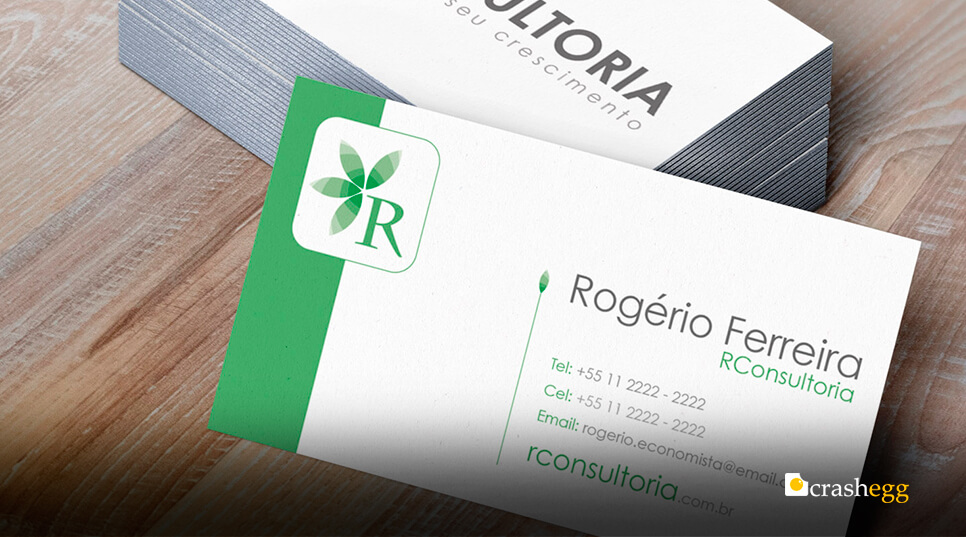 ULTORIA
seu crescimento
R
Rogério Ferreira
RConsultoria
Tel: +55 11 2222 - 2222
Cel: +55 11 2222 - 2222
Email: rogerio.economista@email.
rconsultoria.com.br
crashegg